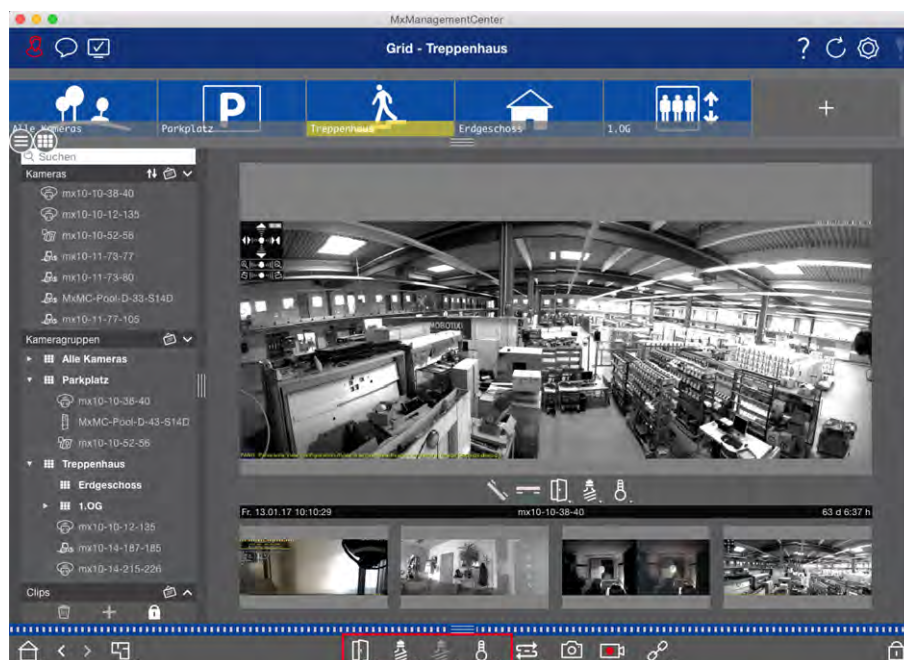 MxManagementCenter
Grid - Treppenhaus
?
P
Alle Kameras
Parkplatz
Treppenhaus
Erdgeschoss
1.OG
Suchen
Kameras
mx10-10-38-40
mx10-10-12-135
mx10-10-52-56
mx10-11-73-77
mx10-11-73-80
MxMC-Pool-D-33-S14D
mx10-11-77-105
Kameragruppen
Alle Kameras
Parkplatz
mx10-10-38-40
MxMC-Pool-D-43-S14D
mx10-10-52-56
Treppenhaus
Erdgeschoss
1.OG
mx10-10-12-135
mx10-14-187-185
mx10-14-215-226
Clips
Fr. 13.01.17 10:10:29
mx10-10-38-40
63 d 6:37 h